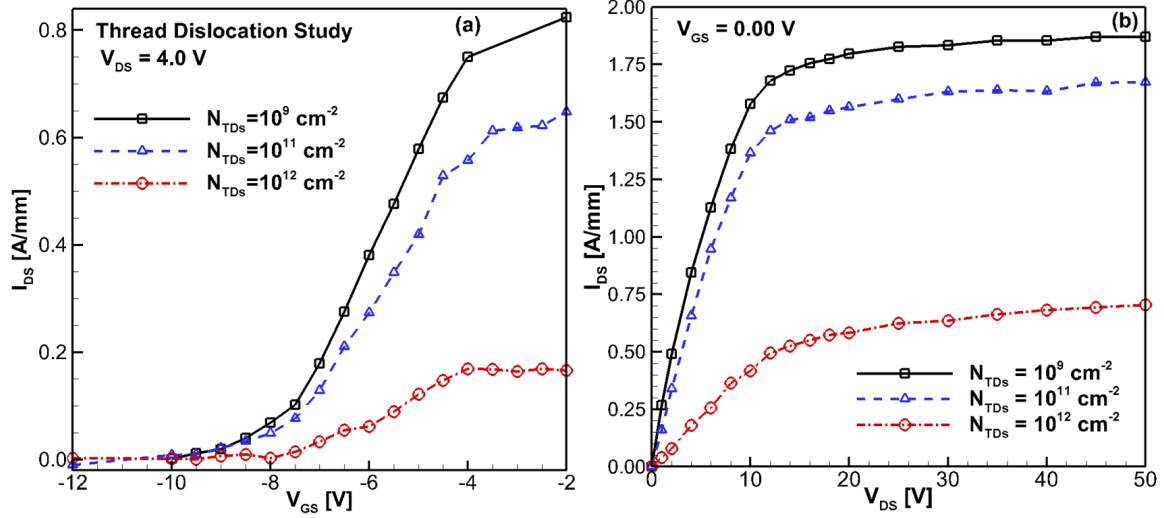 (a)
Thread Dislocation Study
V_DS = 4.0 V
N_TDs=10^9 cm^-2
N_TDs=10^11 cm^-2
N_TDs=10^12 cm^-2
I_DS [A/mm]
0.8
0.6
0.4
0.2
0.0
-12 -10 -8 -6 -4 -2
V_GS [V]
(b)
V_GS = 0.00 V
I_DS [A/mm]
2.00
1.75
1.50
1.25
1.00
0.75
0.50
0.25
0.00
N_TDs = 10^9 cm^-2
N_TDs = 10^11 cm^-2
N_TDs = 10^12 cm^-2
0 10 20 30 40 50
V_DS [V]